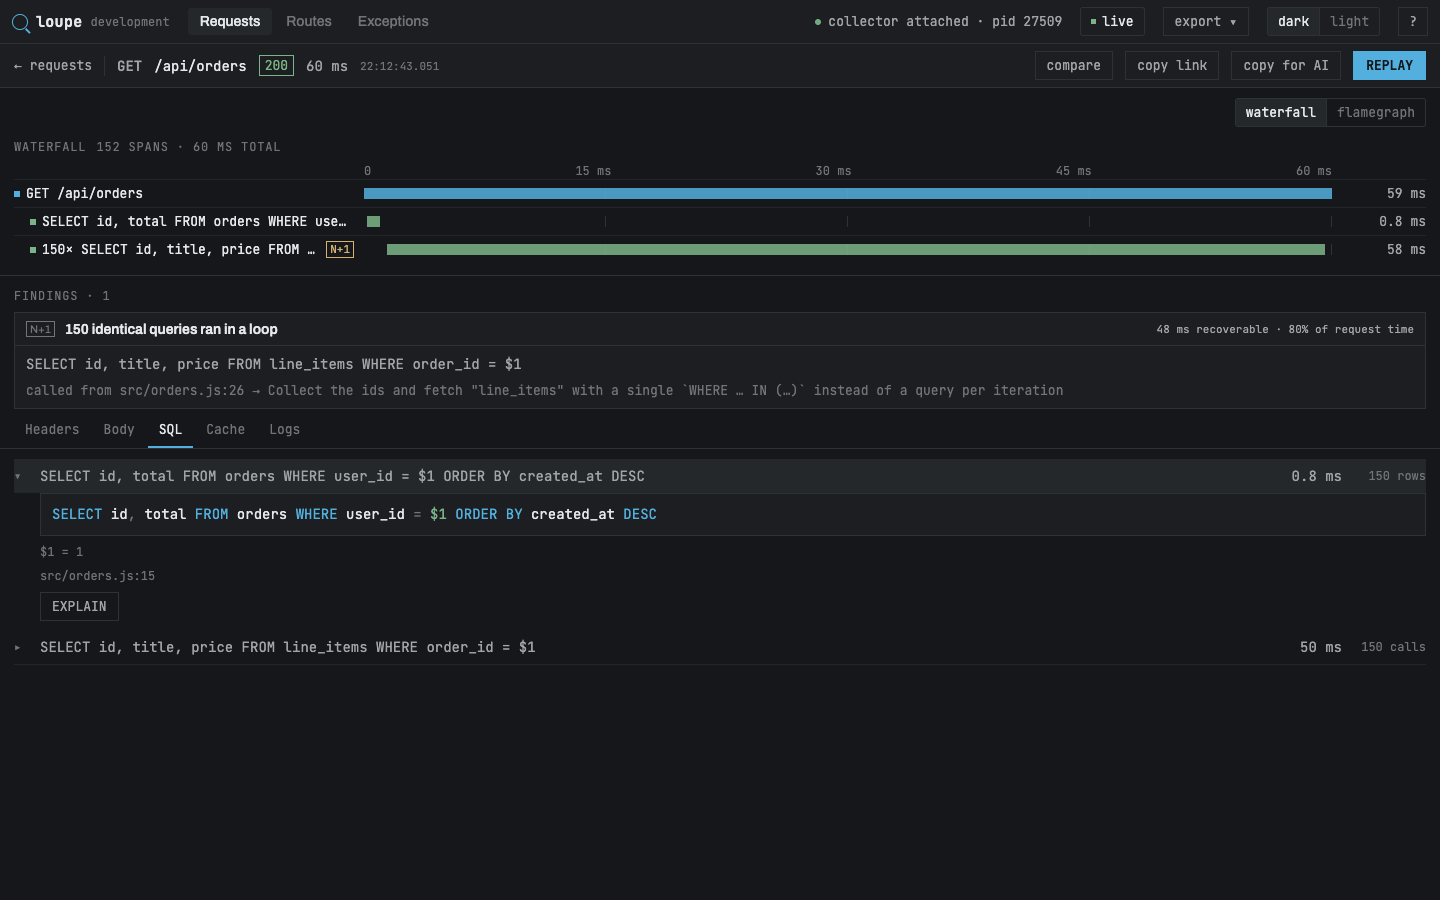 loupe development Requests Routes Exceptions collector attached · pid 27509 live export ▾ dark light ?
← requests GET /api/orders 200 60 ms 22:12:43.051 compare copy link copy for AI REPLAY
waterfall flamegraph
WATERFALL 152 SPANS · 60 MS TOTAL
0 15 ms 30 ms 45 ms 60 ms
GET /api/orders 59 ms
SELECT id, total FROM orders WHERE use… 0.8 ms
150× SELECT id, title, price FROM … N+1 58 ms
FINDINGS · 1
N+1 150 identical queries ran in a loop 48 ms recoverable · 80% of request time
SELECT id, title, price FROM line_items WHERE order_id = $1
called from src/orders.js:26 → Collect the ids and fetch "line_items" with a single `WHERE … IN (…)` instead of a query per iteration
Headers Body SQL Cache Logs
▾ SELECT id, total FROM orders WHERE user_id = $1 ORDER BY created_at DESC 0.8 ms 150 rows
SELECT id, total FROM orders WHERE user_id = $1 ORDER BY created_at DESC
$1 = 1
src/orders.js:15
EXPLAIN
▸ SELECT id, title, price FROM line_items WHERE order_id = $1 50 ms 150 calls